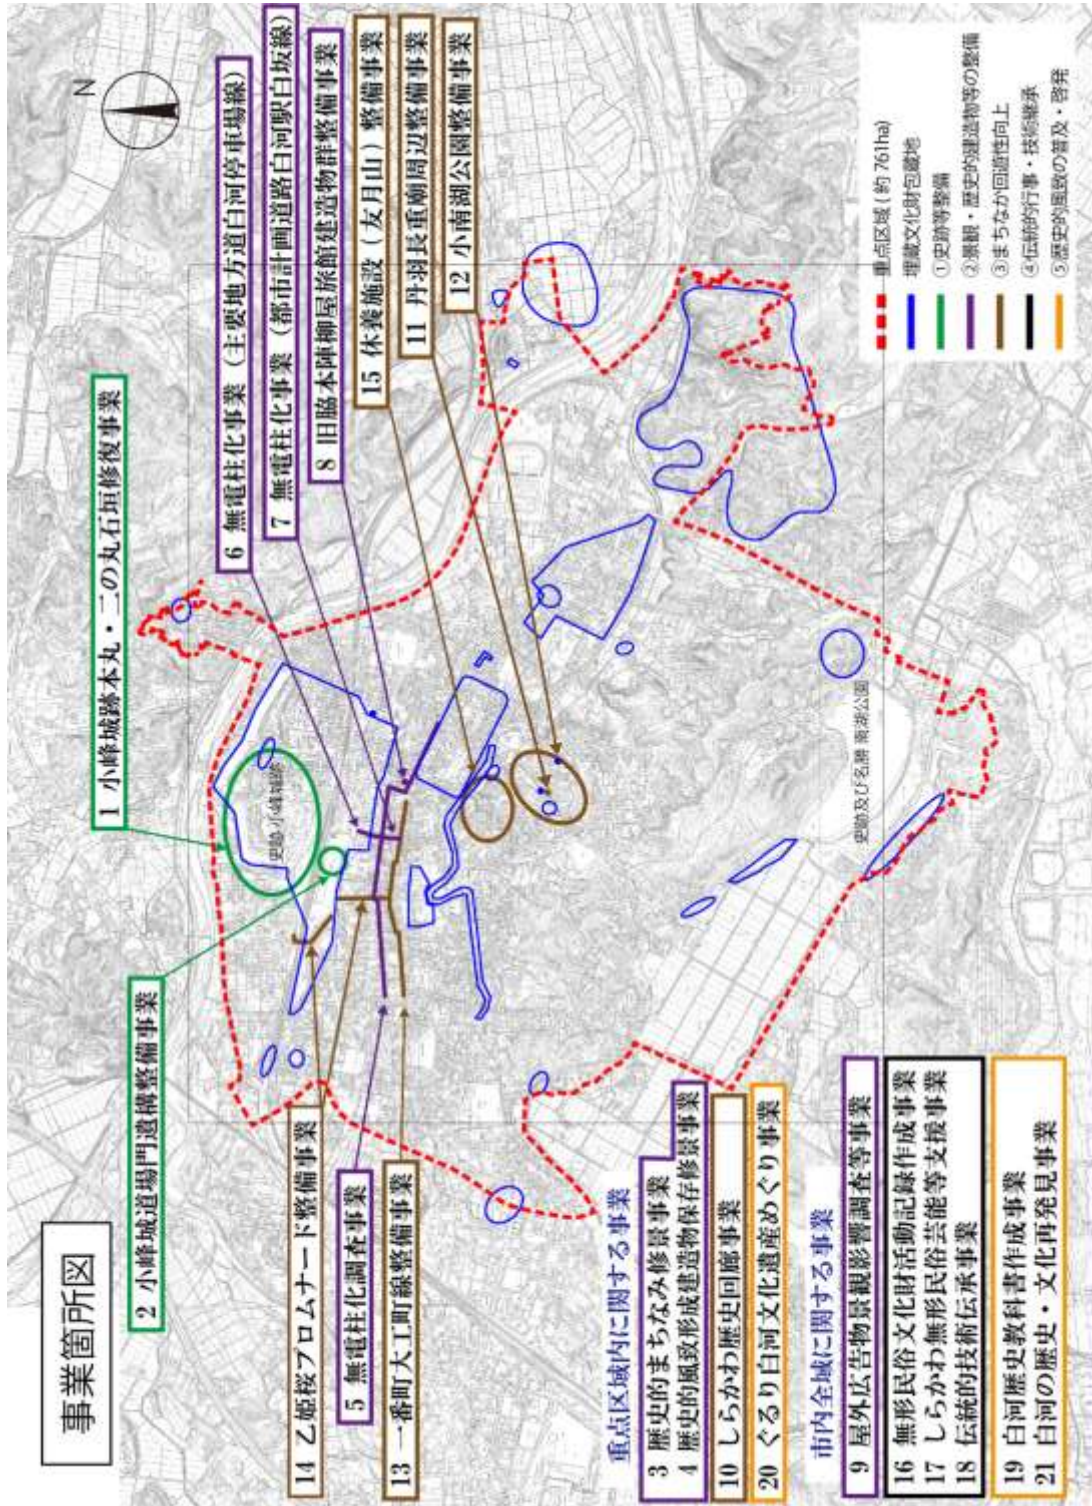 事業箇所図
N
1 小峰城跡本丸・二の丸石垣修復事業
2 小峰城道場門遺構整備事業
6 無電柱化事業（主要地方道白河停車場線）
7 無電柱化事業（都市計画道路白河駅白坂線）
8 旧脇本陣柳屋旅館建造物群整備事業
15 休養施設（友月山）整備事業
11 丹羽長重廟周辺整備事業
12 小南湖公園整備事業
14 乙姫桜プロムナード整備事業
5 無電柱化調査事業
13 一番町大工町線整備事業
史跡 小峰城跡
史跡及び名勝 南湖公園
重点区域内に関する事業
3 歴史的まちなみ修景事業
4 歴史的風致形成建造物保存修景事業
10 しらかわ歴史回廊事業
20 ぐるり白河文化遺産めぐり事業
市内全域に関する事業
9 屋外広告物景観影響調査等事業
16 無形民俗文化財活動記録作成事業
17 しらかわ無形民俗芸能等支援事業
18 伝統的技術伝承事業
19 白河歴史教科書作成事業
21 白河の歴史・文化再発見事業
重点区域(約761ha)
埋蔵文化財包蔵地
①史跡等整備
②景観・歴史的建造物等の整備
③まちなか回遊性向上
④伝統的行事・技術継承
⑤歴史的風致の普及・啓発